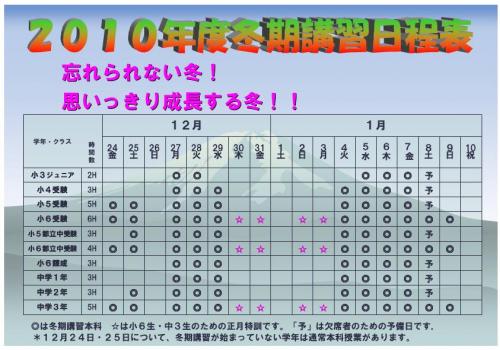 2010年度冬期講習日程表
忘れられない冬！
思いっきり成長する冬！！
学年・クラス 時間数 12月 1月
24 25 26 27 28 29 30 31 1 2 3 4 5 6 7 8 9 10
金 土 日 月 火 水 木 金 土 日 月 火 水 木 金 土 日 祝
小3ジュニア 2H ◎ ◎ ◎ ◎ ◎ 予
小4受験 3H ◎ ◎ ◎ ◎ ◎ ◎ ◎ 予
小5受験 5H ◎ ◎ ◎ ◎ ◎ ◎ ◎ ◎ ◎ 予
小6受験 6H ◎ ◎ ◎ ◎ ◎ ☆ ☆ ☆ ☆ ◎ ◎ ◎ ◎ ◎ ◎
小5都立中受験 3H ◎ ◎ ◎ ◎ ◎ ◎ ◎ 予
小6都立中受験 4H ◎ ◎ ◎ ◎ ◎ ☆ ☆ ☆ ☆ ◎ ◎ ◎ ◎ ◎ ◎
小6錬成 3H ◎ ◎ ◎ ◎ ◎ ◎ ◎ 予
中学1年 3H ◎ ◎ ◎ ◎ ◎ ◎ ◎ 予
中学2年 3H ◎ ◎ ◎ ◎ ◎ ◎ ◎ ◎ 予
中学3年 5H ◎ ◎ ◎ ◎ ◎ ☆ ☆ ☆ ☆ ◎ ◎ ◎ ◎ ◎ ◎
◎は冬期講習本科　☆は小6生・中3生のための正月特訓です。「予」は欠席者のための予備日です。
＊12月24日・25日について、冬期講習が始まっていない学年は通常本科授業があります。